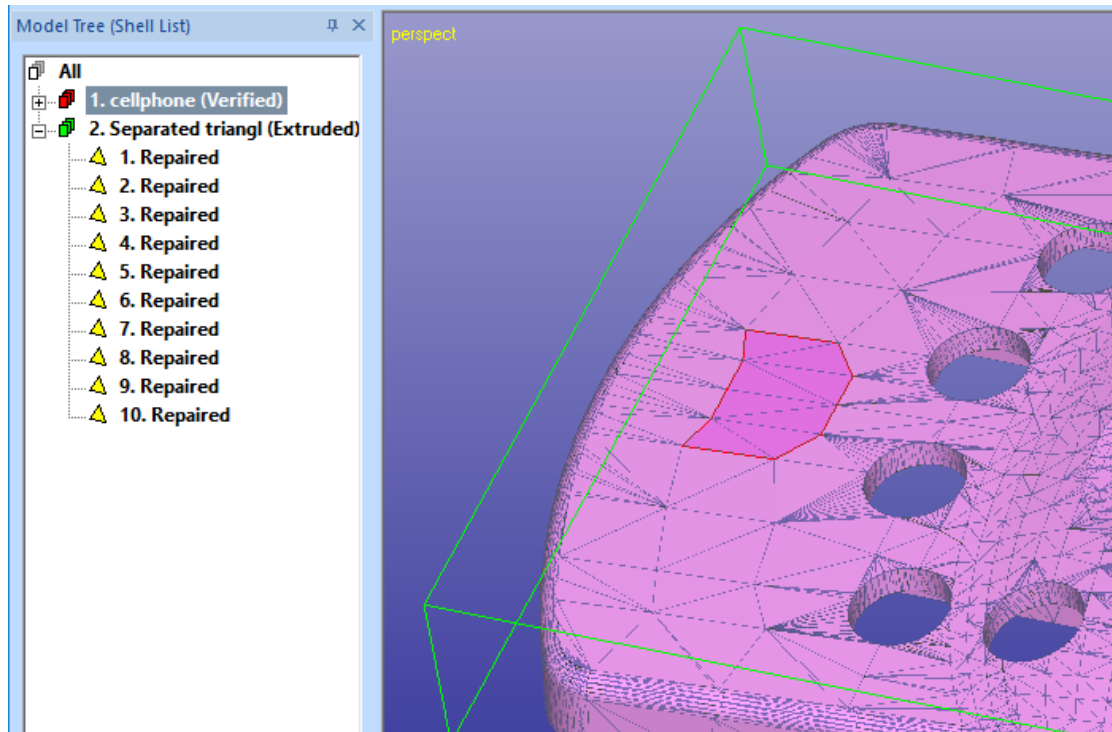 Model Tree (Shell List)
perspect
All
1. cellphone (Verified)
2. Separated triangl (Extruded)
1. Repaired
2. Repaired
3. Repaired
4. Repaired
5. Repaired
6. Repaired
7. Repaired
8. Repaired
9. Repaired
10. Repaired